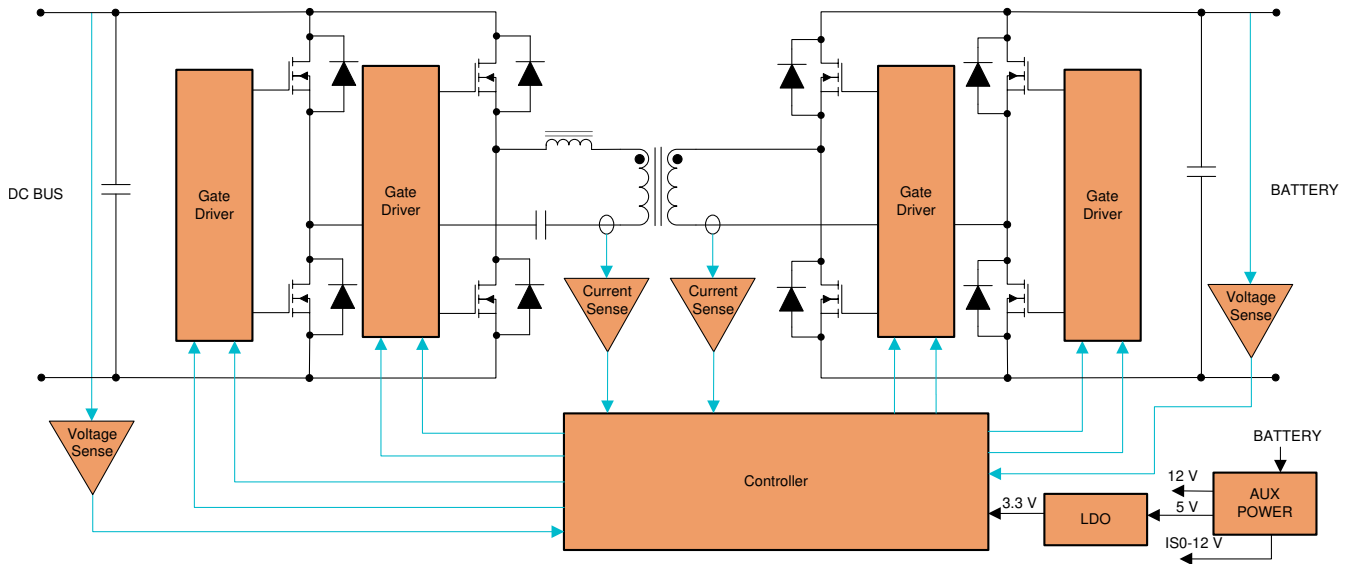 DC BUS
Gate
Driver
Gate
Driver
Gate
Driver
Gate
Driver
BATTERY
Current
Sense
Current
Sense
Voltage
Sense
Voltage
Sense
Controller
BATTERY
12 V
AUX
POWER
5 V
3.3 V
LDO
IS0-12 V